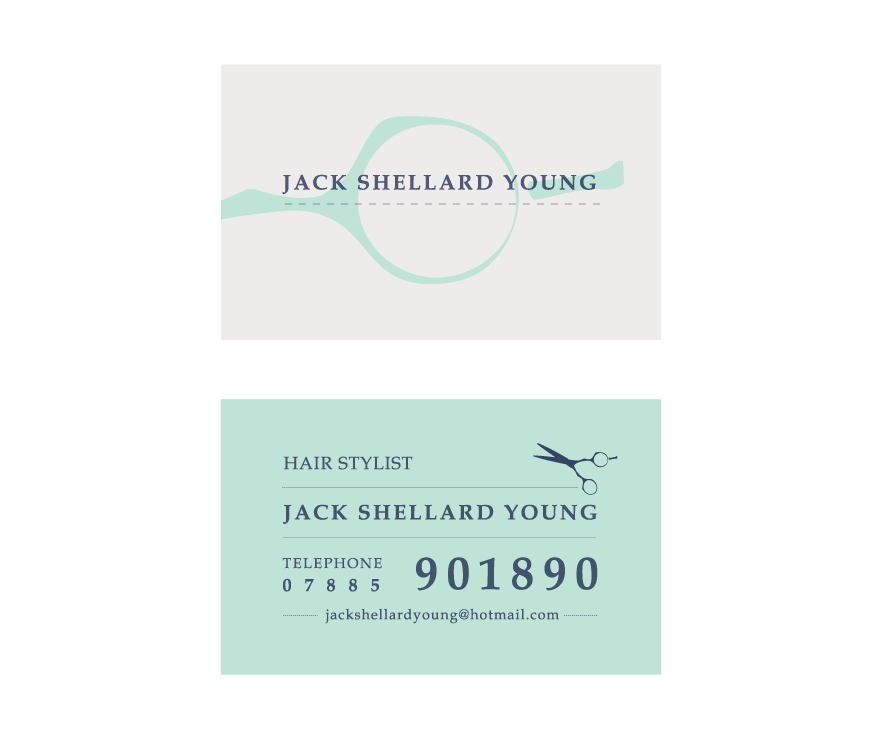 JACK SHELLARD YOUNG
HAIR STYLIST
JACK SHELLARD YOUNG
TELEPHONE
07885 901890
jackshellardyoung@hotmail.com